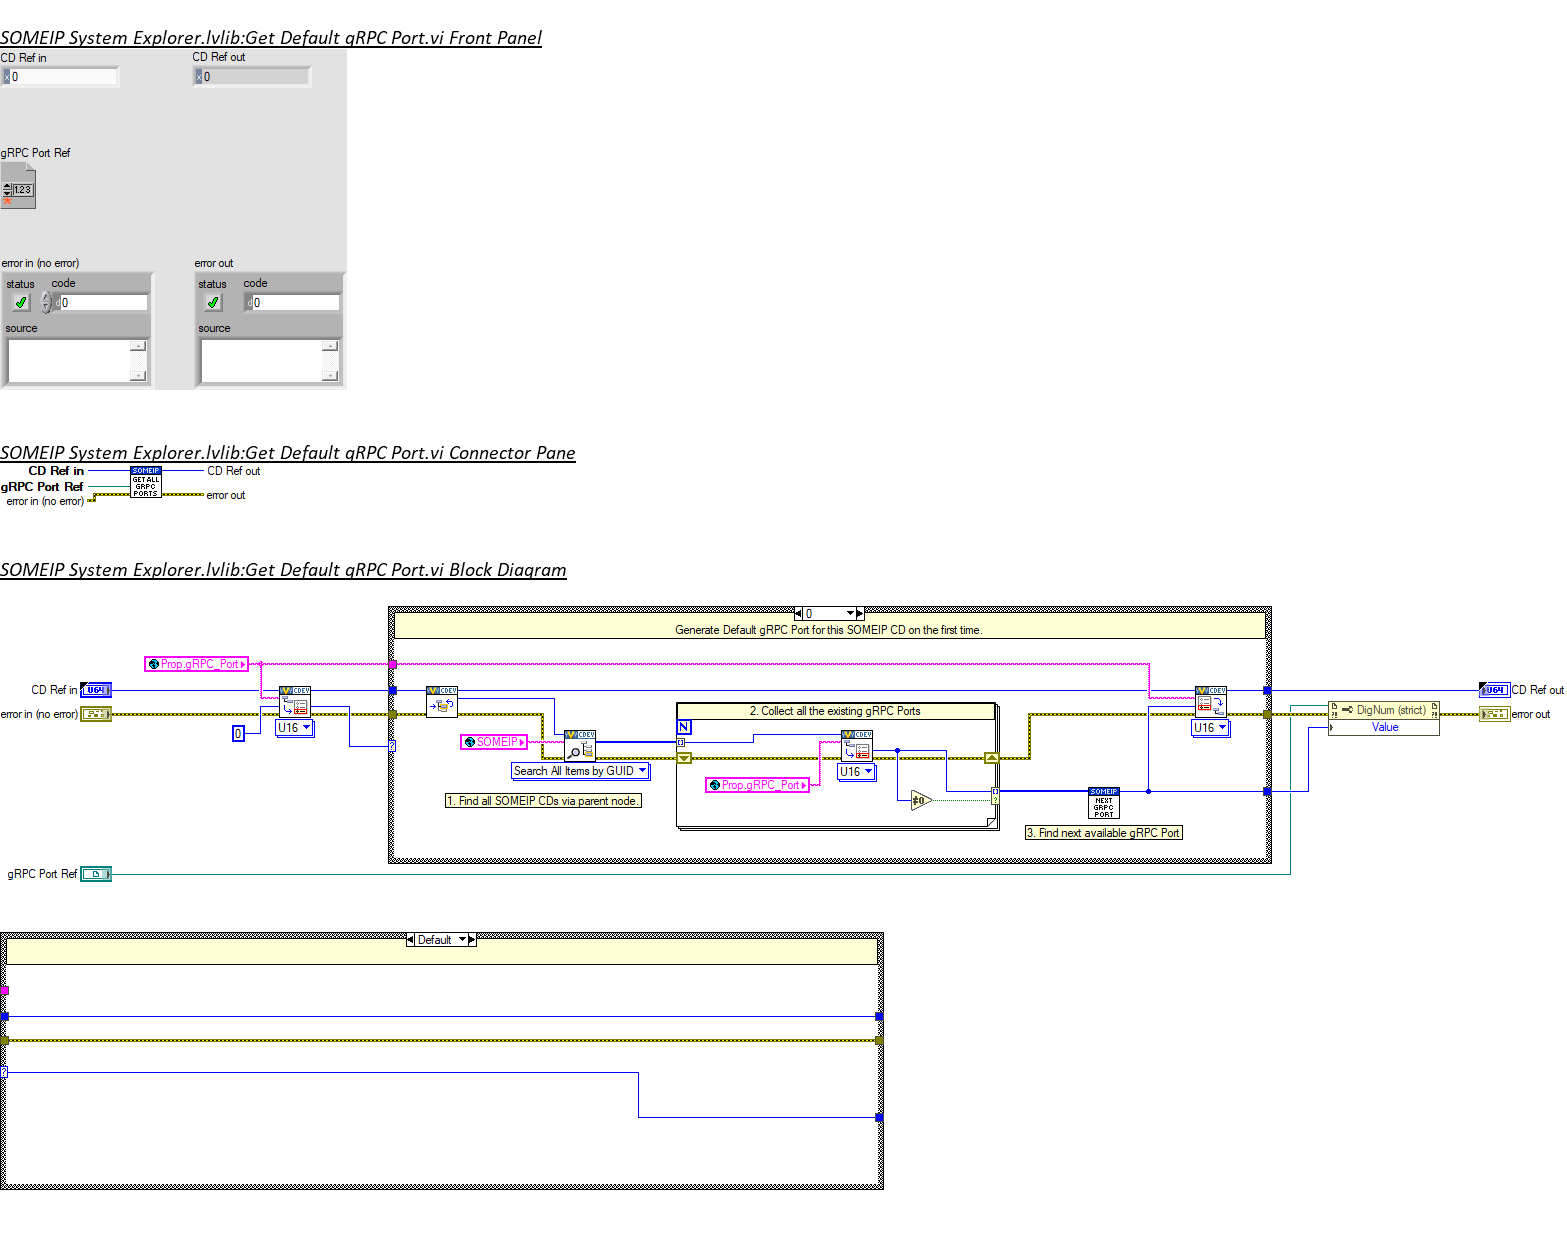 SOMEIP System Explorer.lvlib:Get Default gRPC Port.vi Front Panel
CD Ref in
CD Ref out
x 0
x 0
gRPC Port Ref
1.23
error in (no error)
error out
status code
status code
d 0
d 0
source
source
SOMEIP System Explorer.lvlib:Get Default gRPC Port.vi Connector Pane
CD Ref in
SOMEIP
GET ALL
GRPC
PORTS
CD Ref out
gRPC Port Ref
error in (no error)
error out
SOMEIP System Explorer.lvlib:Get Default gRPC Port.vi Block Diagram
0
Generate Default gRPC Port for this SOMEIP CD on the first time.
Prop.gRPC_Port
CD Ref in
U64
CDEV
CDEV
CDEV
U64
CD Ref out
error in (no error)
2. Collect all the existing gRPC Ports
DigNum (strict)
error out
0
U16
N
U16
Value
SOMEIP
CDEV
CDEV
?
Search All Items by GUID
U16
Prop.gRPC_Port
1. Find all SOMEIP CDs via parent node.
≠0
?
SOMEIP
NEXT
GRPC
PORT
3. Find next available gRPC Port
gRPC Port Ref
Default
?